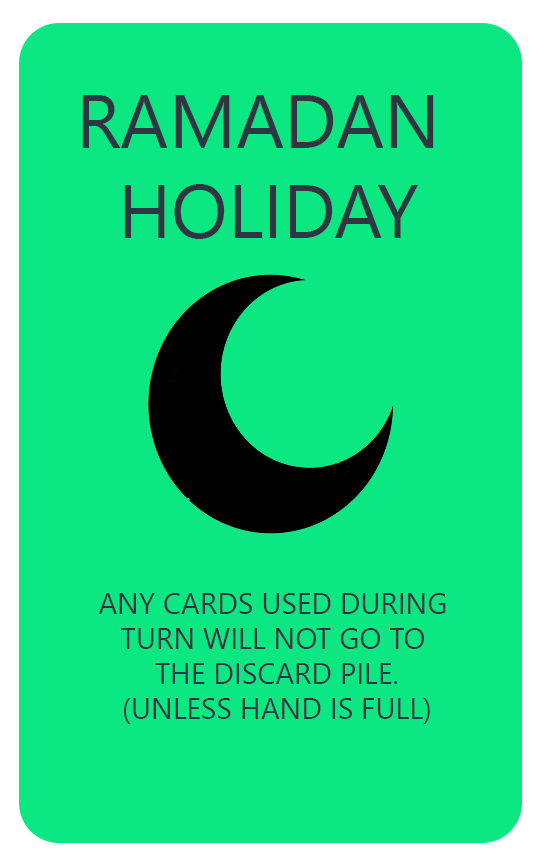 RAMADAN
HOLIDAY
ANY CARDS USED DURING
TURN WILL NOT GO TO
THE DISCARD PILE.
(UNLESS HAND IS FULL)